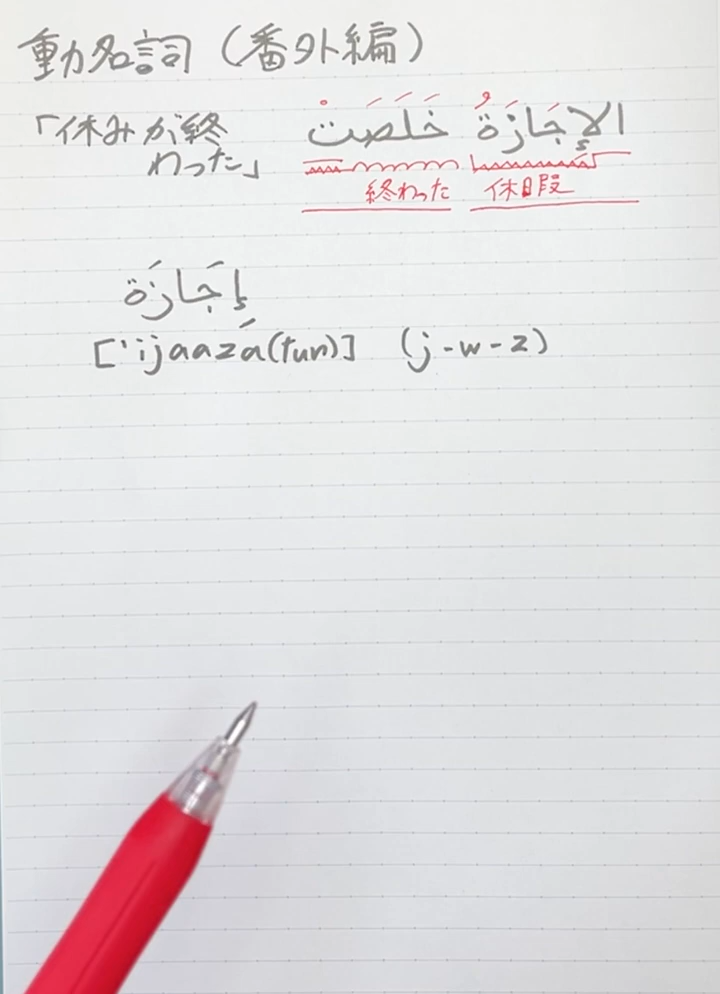 動名詞（番外編）
「休みが終わった」
الإِجَازَةُ خَلَصَتْ
終わった 休日暇
إِجَازَة
['ijaaza(tun)] (j-w-z)